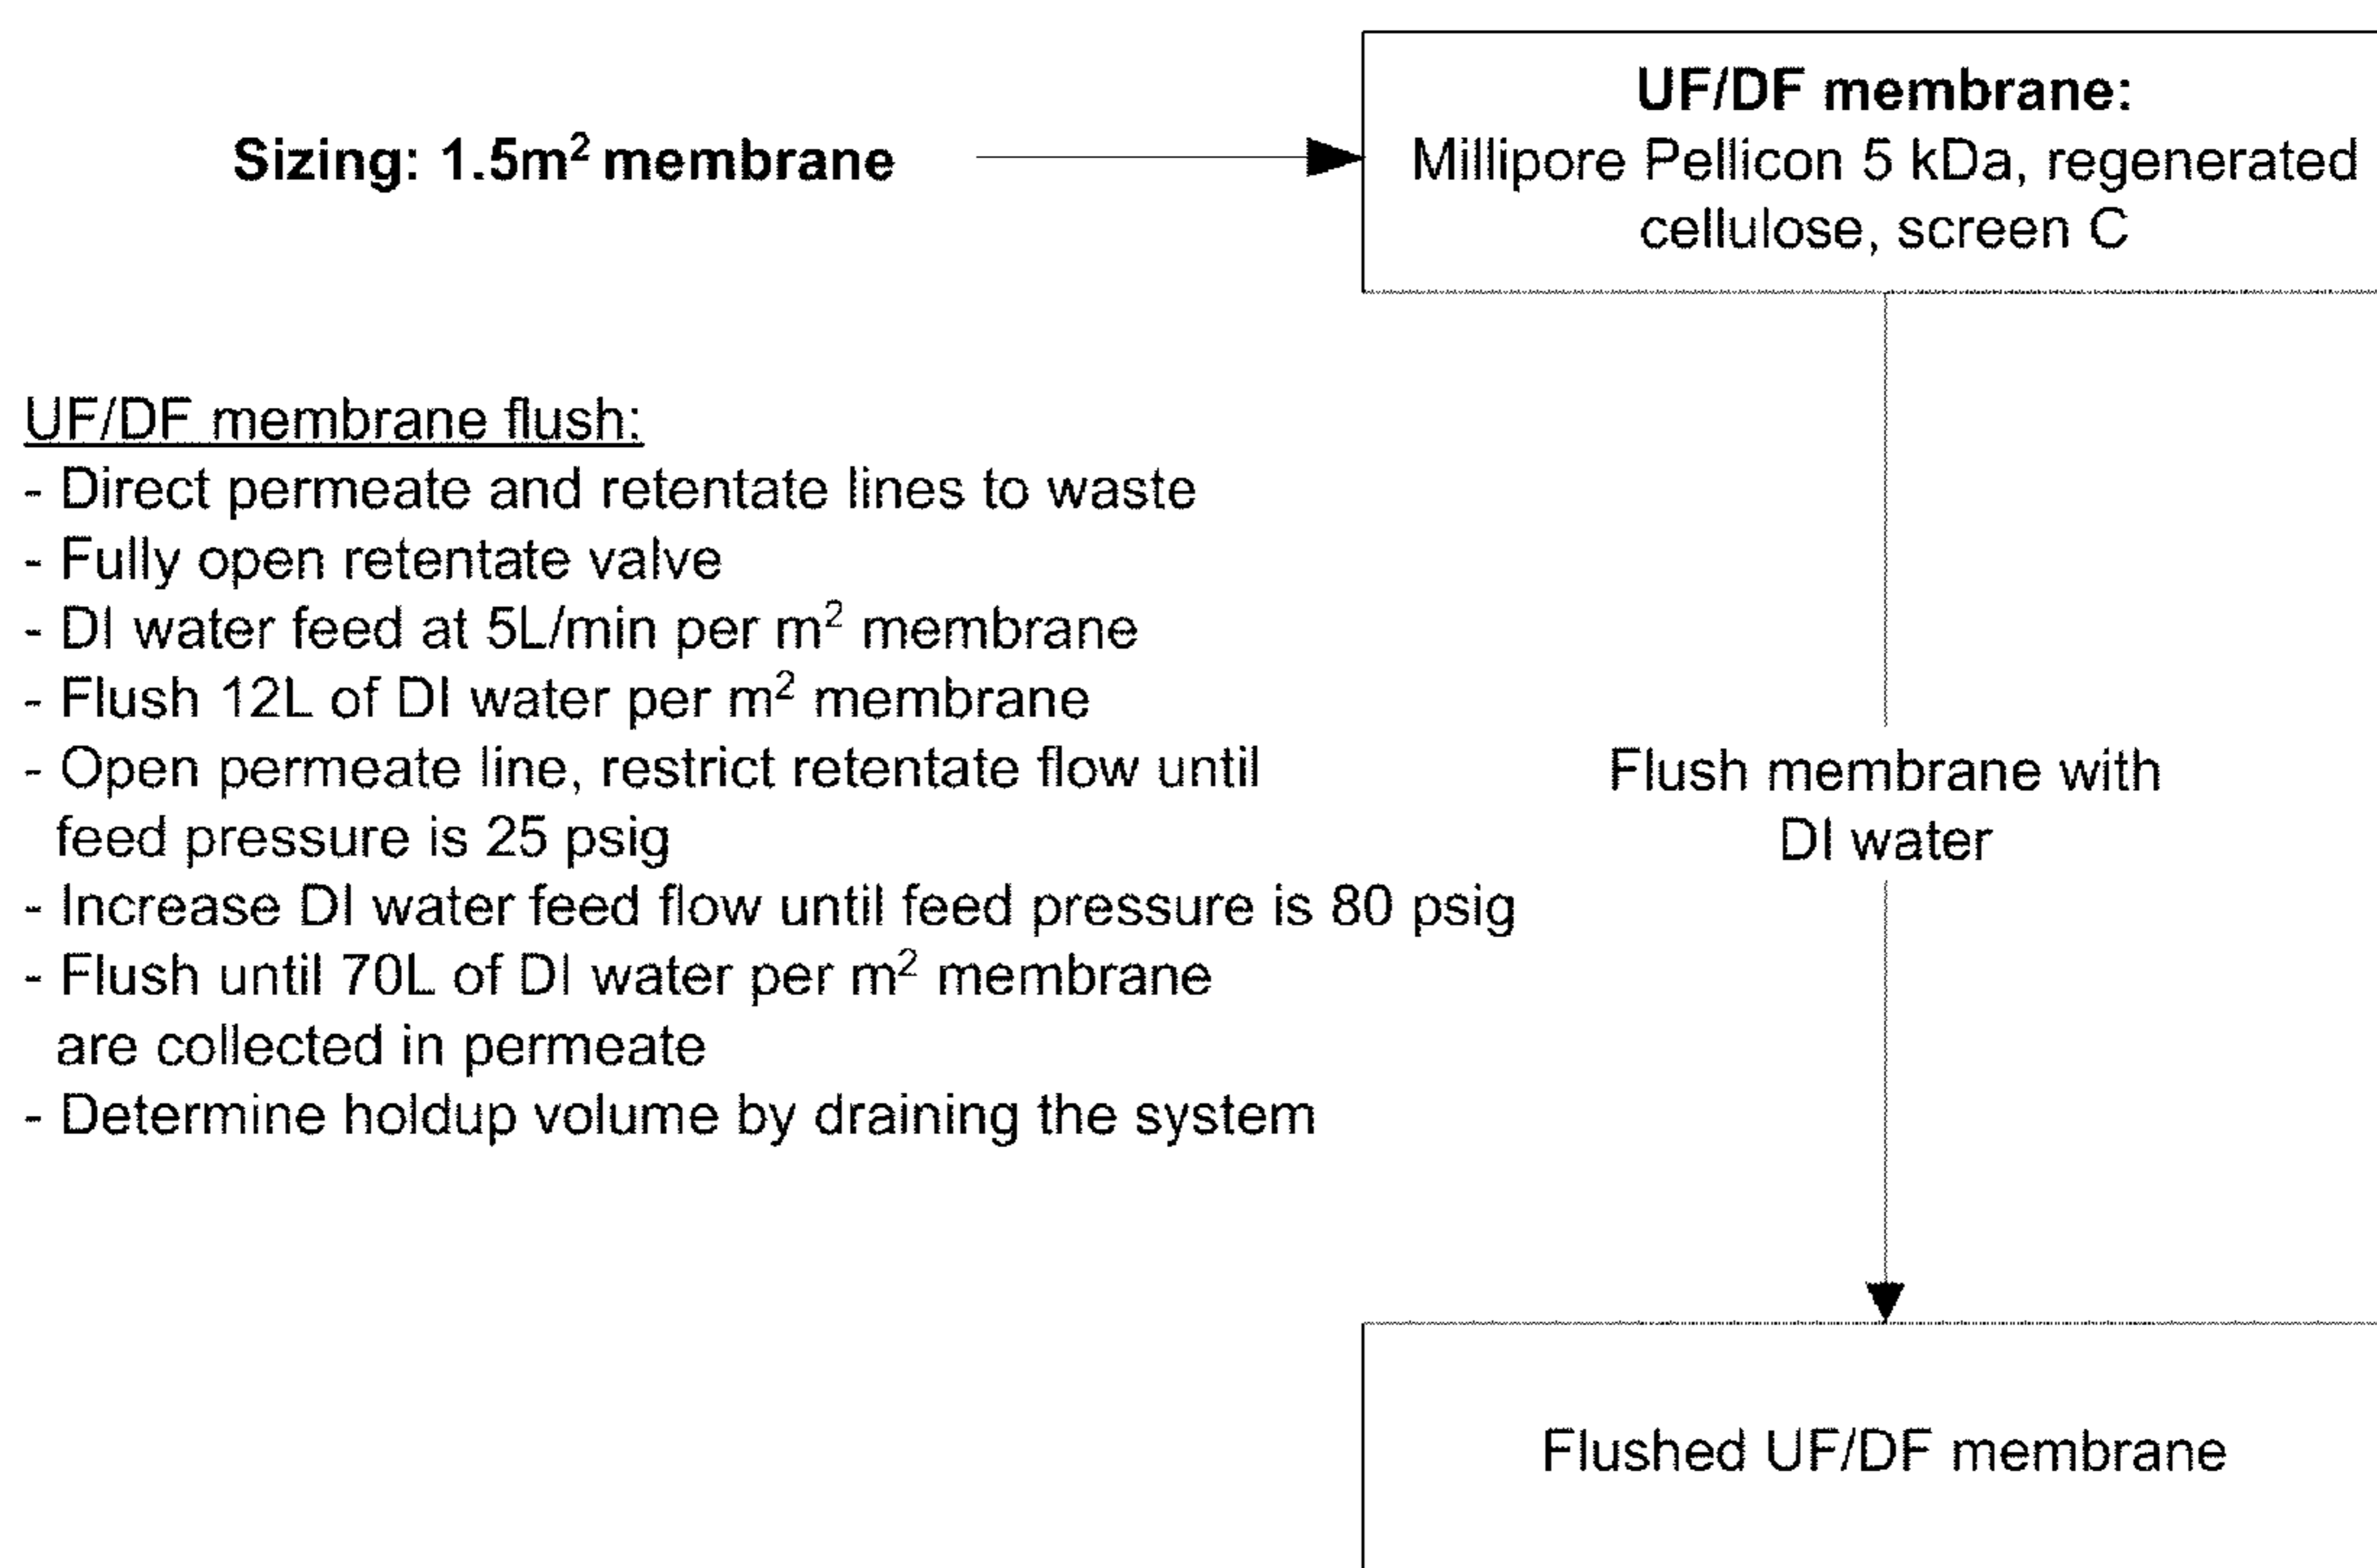 Sizing: 1.5m² membrane
UF/DF membrane:
Millipore Pellicon 5 kDa, regenerated
cellulose, screen C
UF/DF membrane flush:
- Direct permeate and retentate lines to waste
- Fully open retentate valve
- DI water feed at 5L/min per m² membrane
- Flush 12L of DI water per m² membrane
- Open permeate line, restrict retentate flow until
feed pressure is 25 psig
- Increase DI water feed flow until feed pressure is 80 psig
- Flush until 70L of DI water per m² membrane
are collected in permeate
- Determine holdup volume by draining the system
Flush membrane with
DI water
Flushed UF/DF membrane